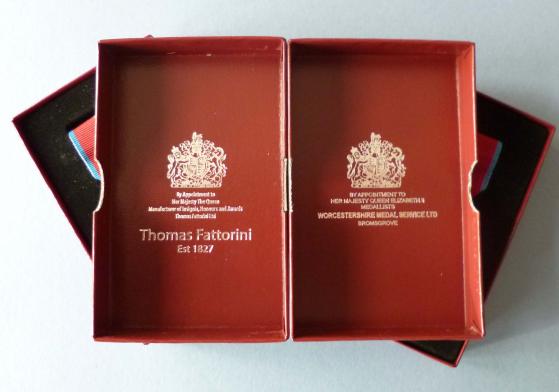 By Appointment to
Her Majesty The Queen
Manufacturer of Insignia, Honours and Awards
Thomas Fattorini Ltd
Thomas Fattorini
Est 1827
BY APPOINTMENT TO
HER MAJESTY QUEEN ELIZABETH II
MEDALLISTS
WORCESTERSHIRE MEDAL SERVICE LTD
BROMSGROVE